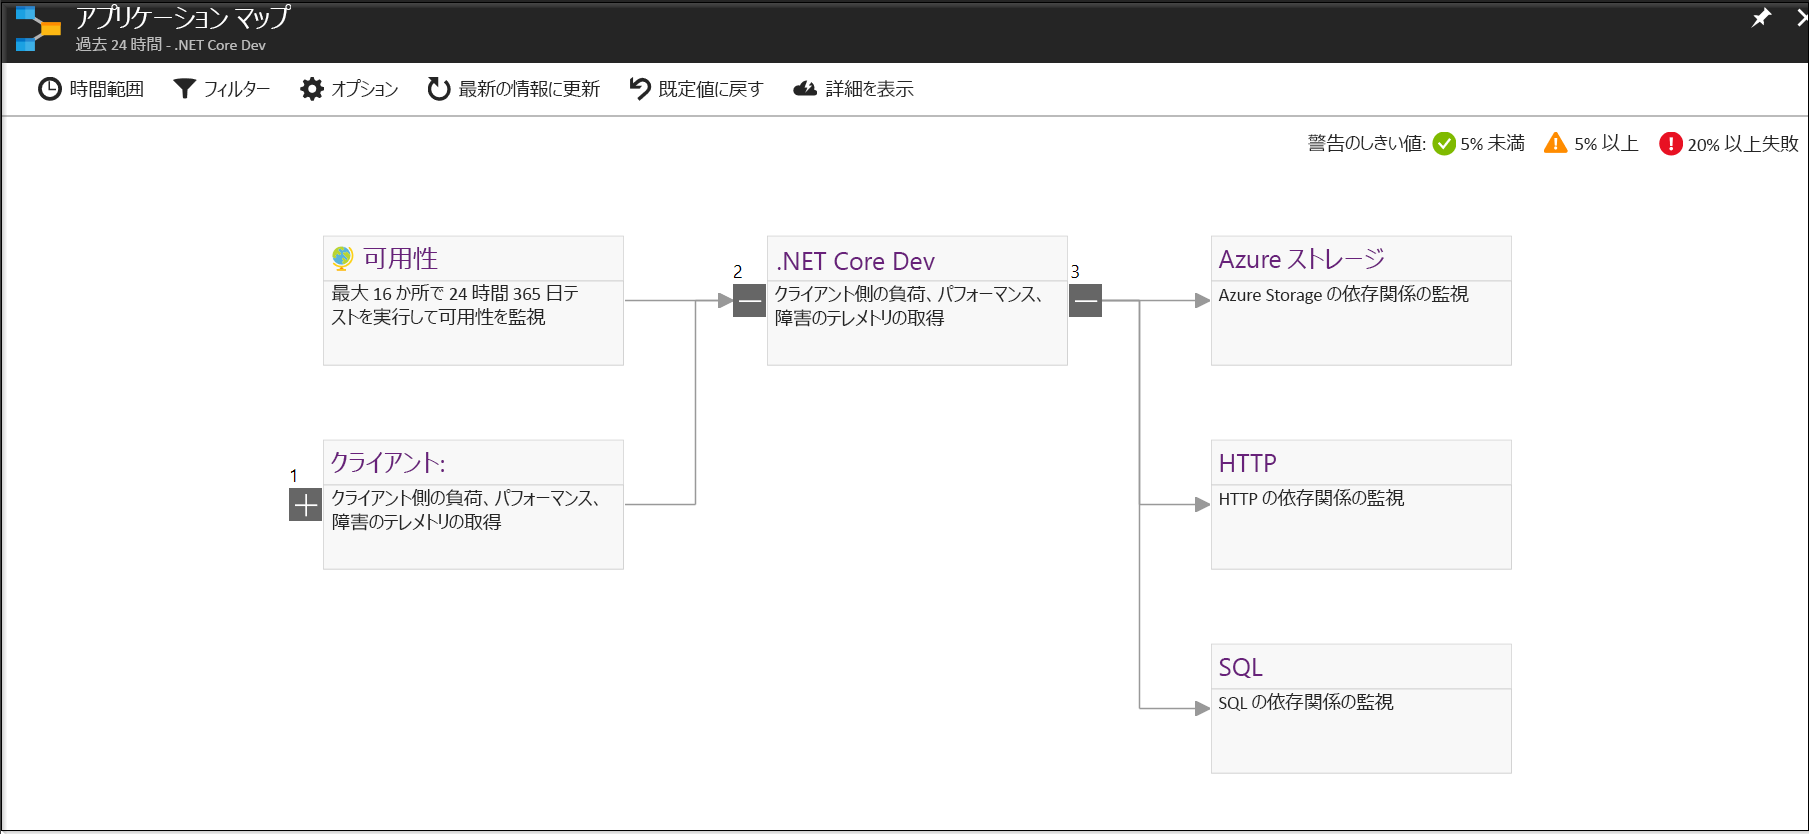 アプリケーション マップ
過去 24 時間 - .NET Core Dev
時間範囲 フィルター オプション 最新の情報に更新 既定値に戻す 詳細を表示
警告のしきい値: 5% 未満 5% 以上 20% 以上失敗
可用性
最大 16 か所で 24 時間 365 日テ
ストを実行して可用性を監視
1
クライアント:
クライアント側の負荷、パフォーマンス、
障害のテレメトリの取得
2
.NET Core Dev
クライアント側の負荷、パフォーマンス、
障害のテレメトリの取得
3
Azure ストレージ
Azure Storage の依存関係の監視
HTTP
HTTP の依存関係の監視
SQL
SQL の依存関係の監視